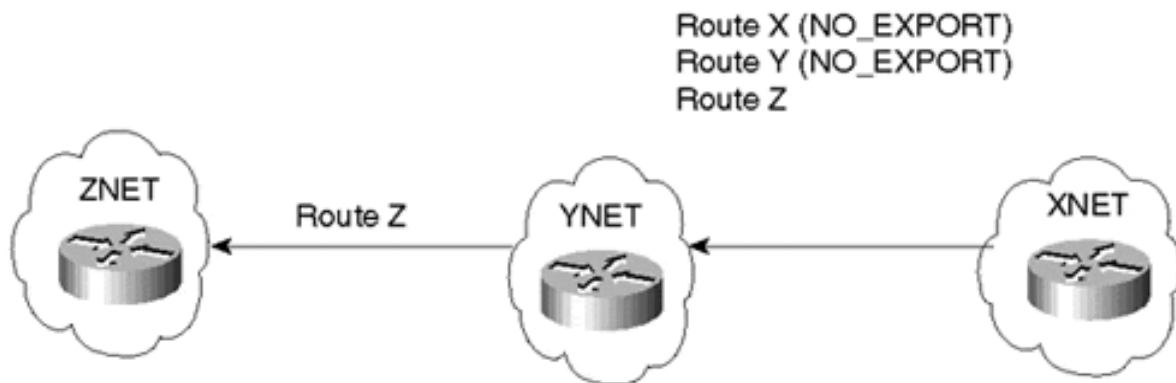 Route X (NO_EXPORT)
Route Y (NO_EXPORT)
Route Z
ZNET
Route Z
YNET
XNET